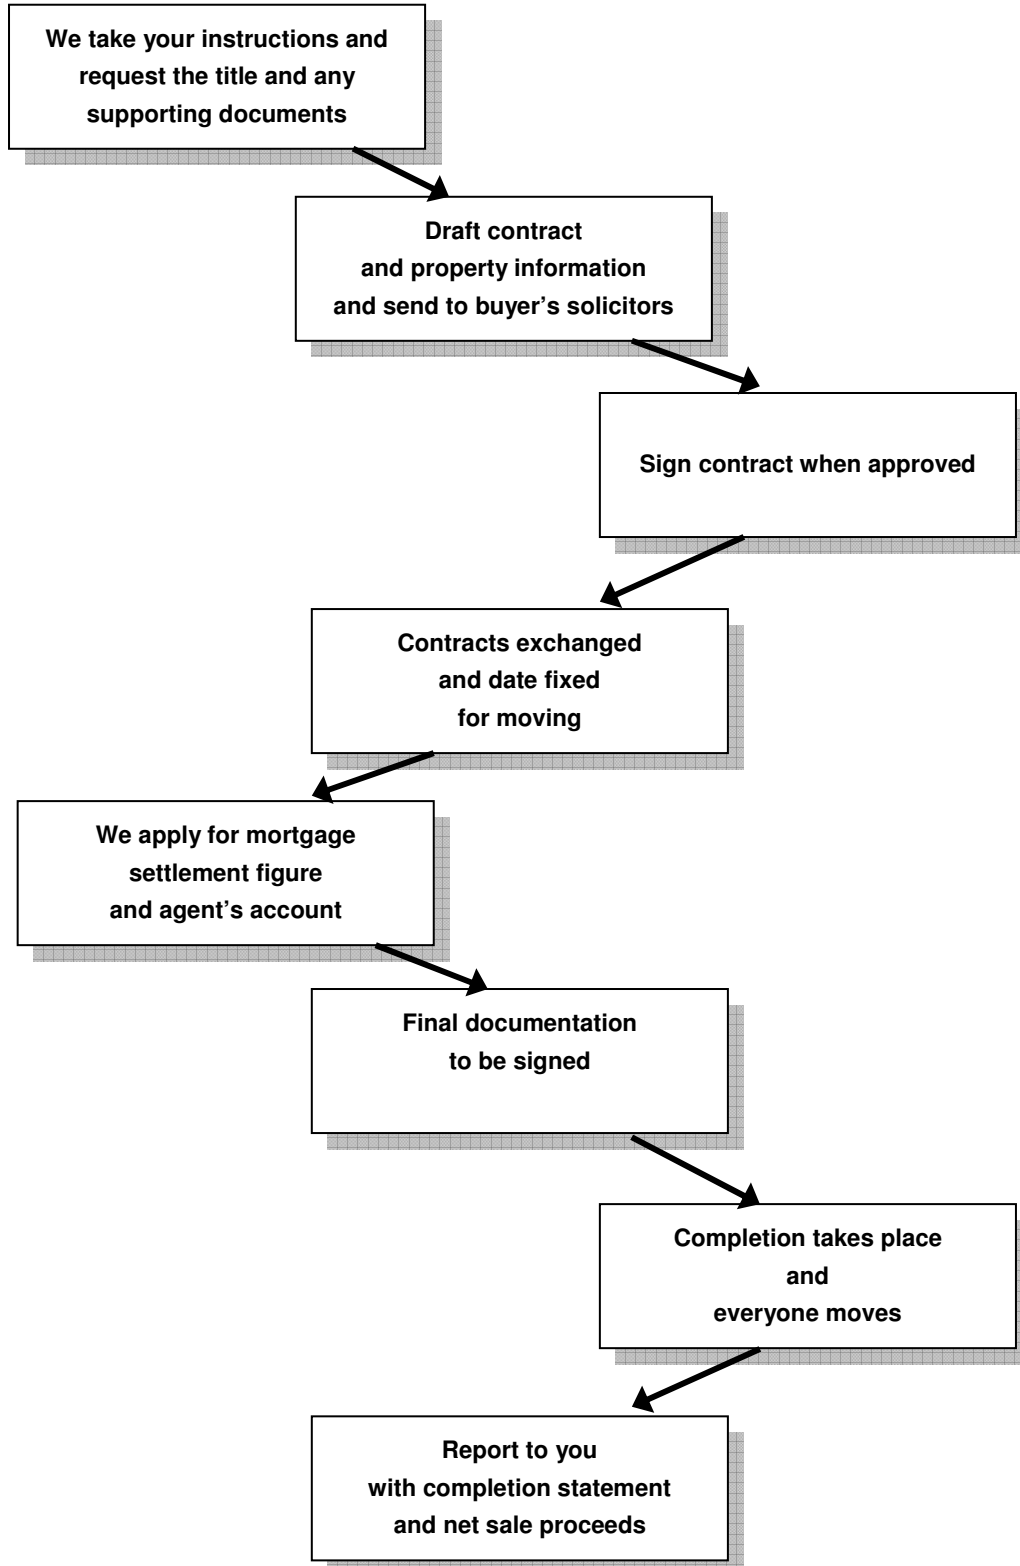 We take your instructions and
request the title and any
supporting documents
Draft contract
and property information
and send to buyer’s solicitors
Sign contract when approved
Contracts exchanged
and date fixed
for moving
We apply for mortgage
settlement figure
and agent’s account
Final documentation
to be signed
Completion takes place
and
everyone moves
Report to you
with completion statement
and net sale proceeds